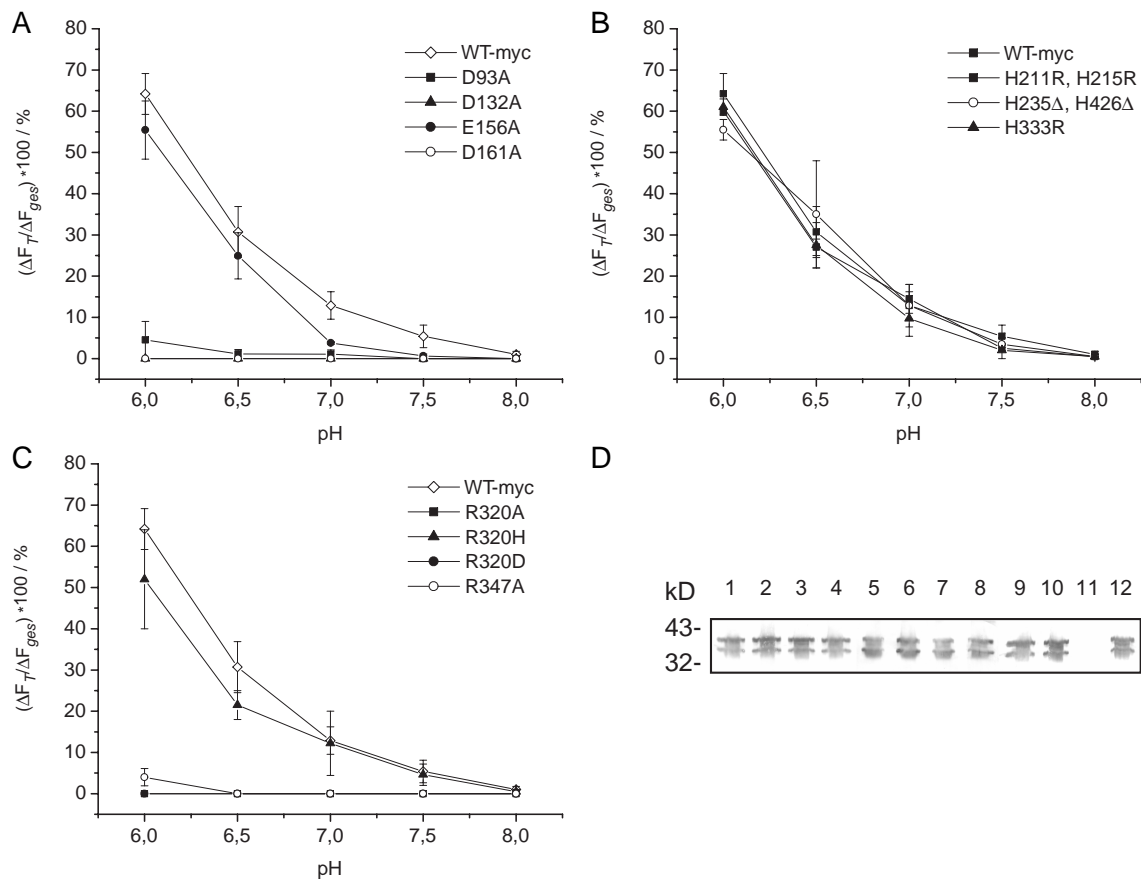 A
(ΔF_T/ΔF_ges) *100 / %
80
70
60
50
40
30
20
10
0
6,0 6,5 7,0 7,5 8,0
pH
WT-myc
D93A
D132A
E156A
D161A
B
(ΔF_T/ΔF_ges) *100 / %
80
70
60
50
40
30
20
10
0
6,0 6,5 7,0 7,5 8,0
pH
WT-myc
H211R, H215R
H235Δ, H426Δ
H333R
C
(ΔF_T/ΔF_ges) *100 / %
80
70
60
50
40
30
20
10
0
6,0 6,5 7,0 7,5 8,0
pH
WT-myc
R320A
R320H
R320D
R347A
D
kD 1 2 3 4 5 6 7 8 9 10 11 12
43-
32-